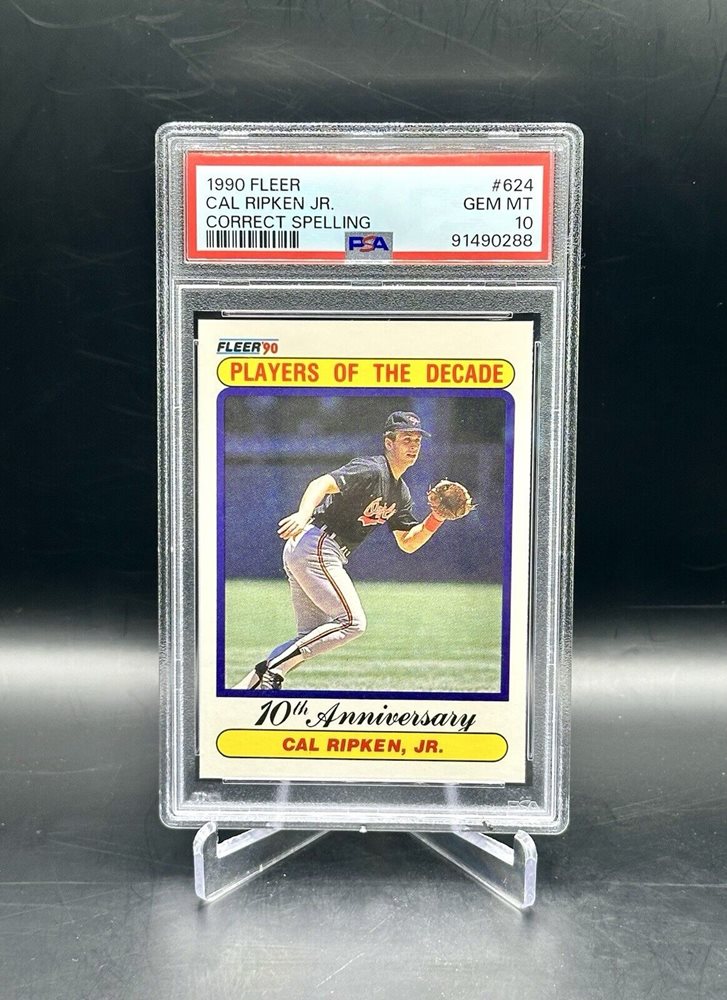 1990 FLEER #624
CAL RIPKEN JR. GEM MT
CORRECT SPELLING 10
PSA 91490288
FLEER'90
PLAYERS OF THE DECADE
10th Anniversary
CAL RIPKEN, JR.
PSA